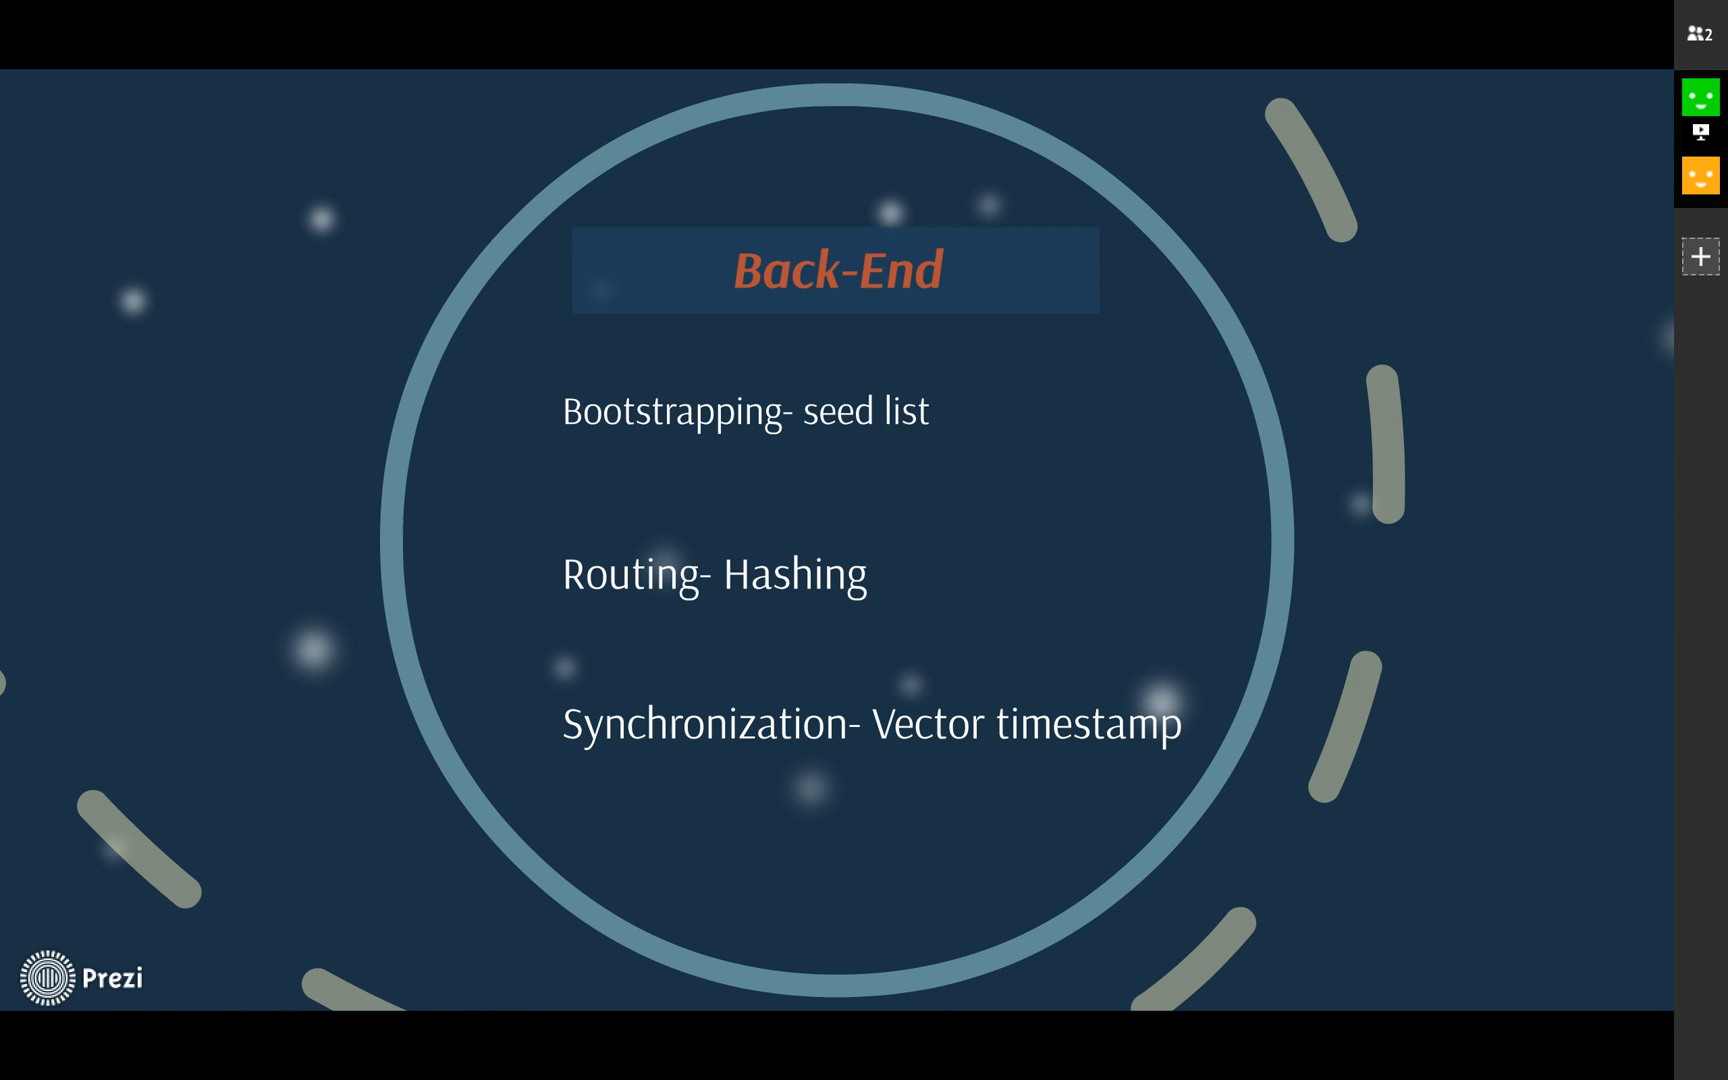 2
Back-End
Bootstrapping- seed list
Routing- Hashing
Synchronization- Vector timestamp
Prezi